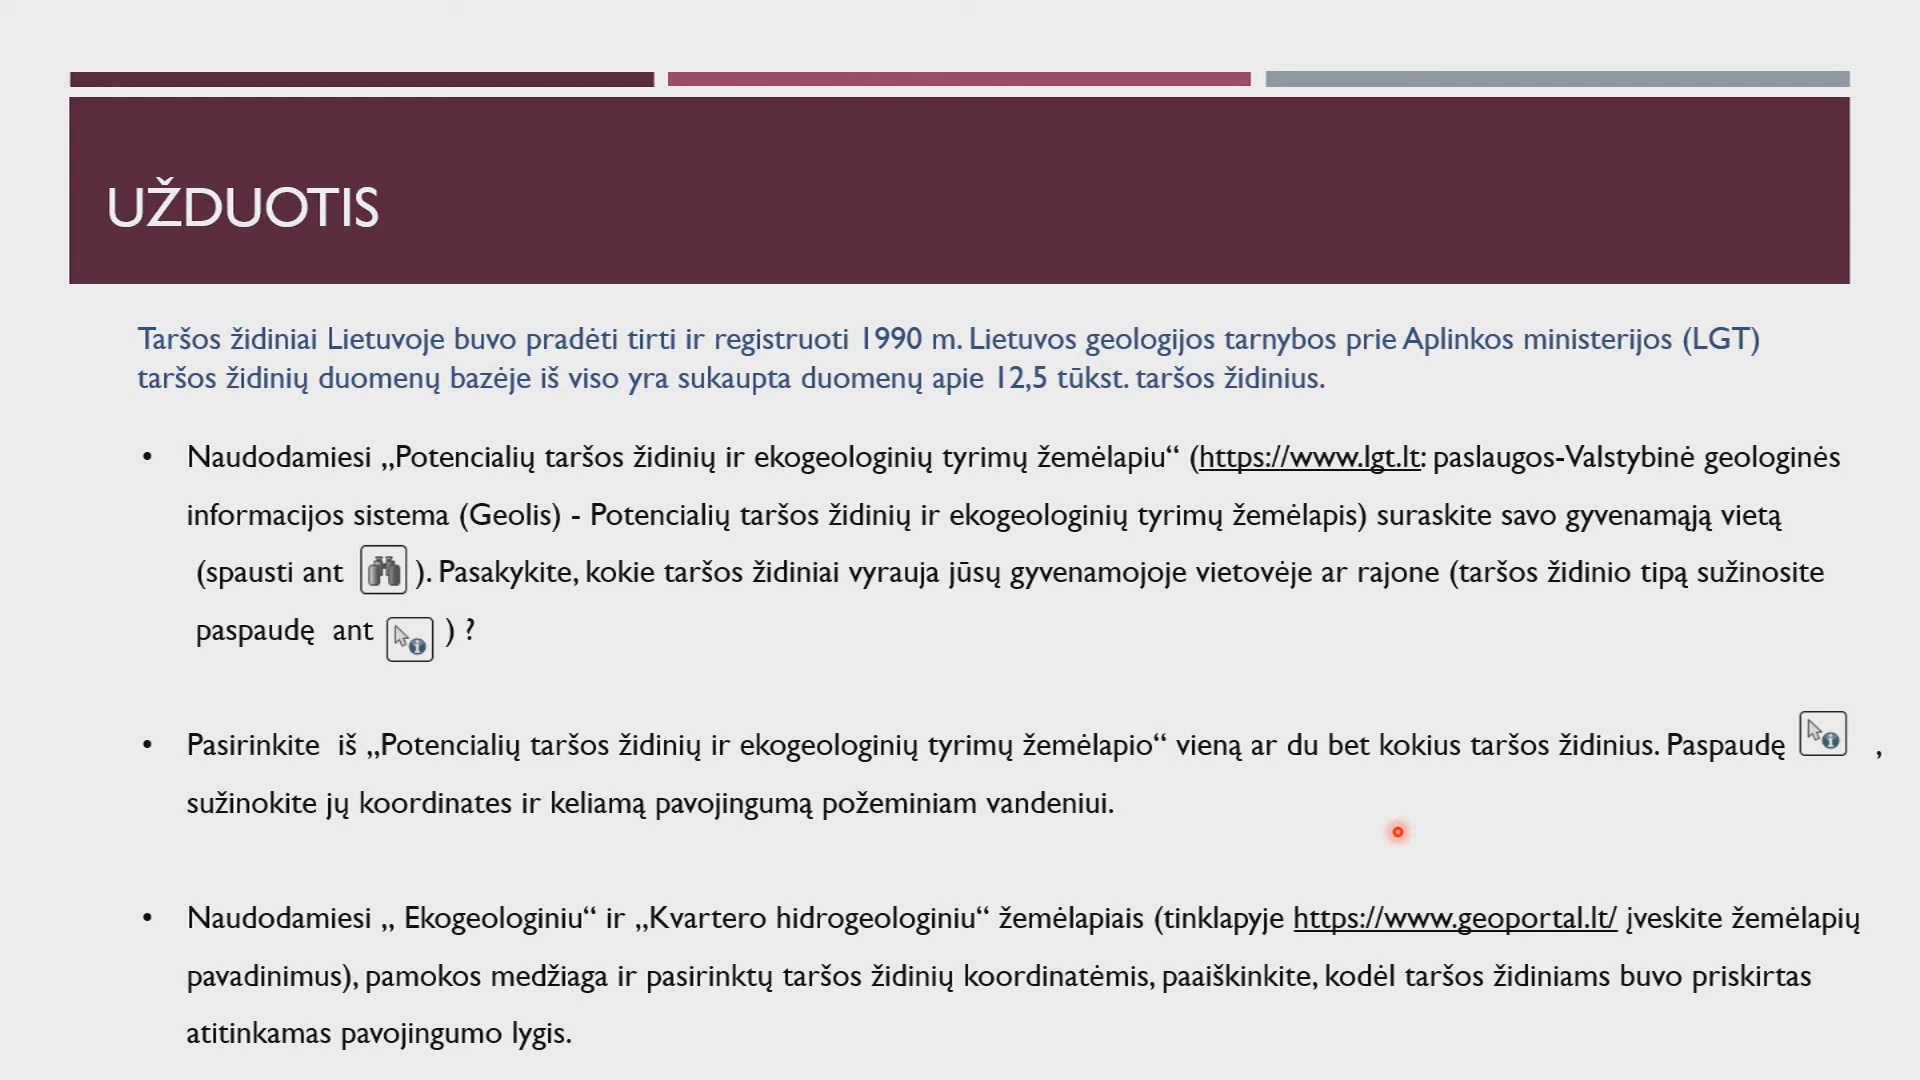 UŽDUOTIS
Taršos židiniai Lietuvoje buvo pradėti tirti ir registruoti 1990 m. Lietuvos geologijos tarnybos prie Aplinkos ministerijos (LGT)
taršos židinių duomenų bazėje iš viso yra sukaupta duomenų apie 12,5 tūkst. taršos židinius.
• Naudodamiesi „Potencialių taršos židinių ir ekogeologinių tyrimų žemėlapiu“ (https://www.lgt.lt: paslaugos-Valstybinė geologinės
informacijos sistema (Geolis) - Potencialių taršos židinių ir ekogeologinių tyrimų žemėlapis) suraskite savo gyvenamąją vietą
(spausti ant ). Pasakykite, kokie taršos židiniai vyrauja jūsų gyvenamojoje vietovėje ar rajone (taršos židinio tipą sužinosite
paspaudę ant ) ?
• Pasirinkite iš „Potencialių taršos židinių ir ekogeologinių tyrimų žemėlapio“ vieną ar du bet kokius taršos židinius. Paspaudę ,
sužinokite jų koordinates ir keliamą pavojingumą požeminiam vandeniui.
• Naudodamiesi „ Ekogeologiniu“ ir „Kvartero hidrogeologiniu“ žemėlapiais (tinklapyje https://www.geoportal.lt/ įveskite žemėlapių
pavadinimus), pamokos medžiaga ir pasirinktų taršos židinių koordinatėmis, paaiškinkite, kodėl taršos židiniams buvo priskirtas
atitinkamas pavojingumo lygis.